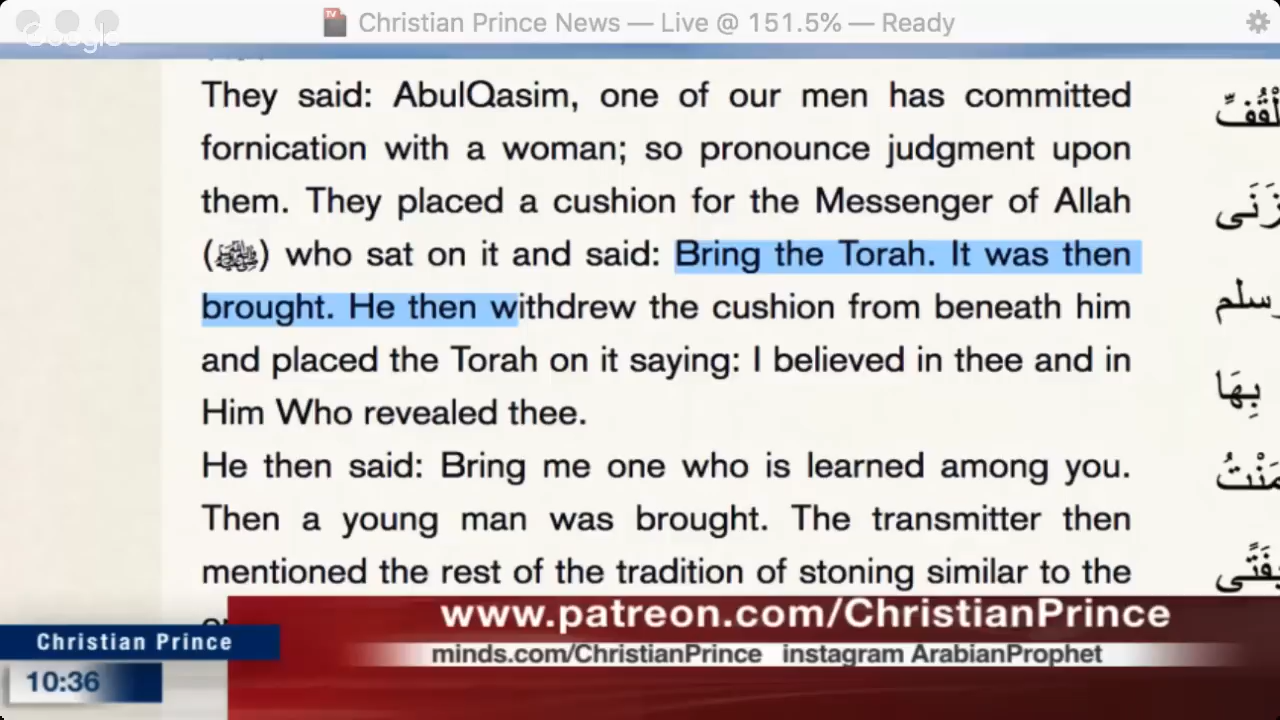 Christian Prince News — Live @ 151.5% — Ready
Google
They said: AbulQasim, one of our men has committed
fornication with a woman; so pronounce judgment upon
them. They placed a cushion for the Messenger of Allah
(ﷺ) who sat on it and said: Bring the Torah. It was then
brought. He then withdrew the cushion from beneath him
and placed the Torah on it saying: I believed in thee and in
Him Who revealed thee.
He then said: Bring me one who is learned among you.
Then a young man was brought. The transmitter then
mentioned the rest of the tradition of stoning similar to the
www.patreon.com/ChristianPrince
Christian Prince
minds.com/ChristianPrince instagram ArabianProphet
10:36